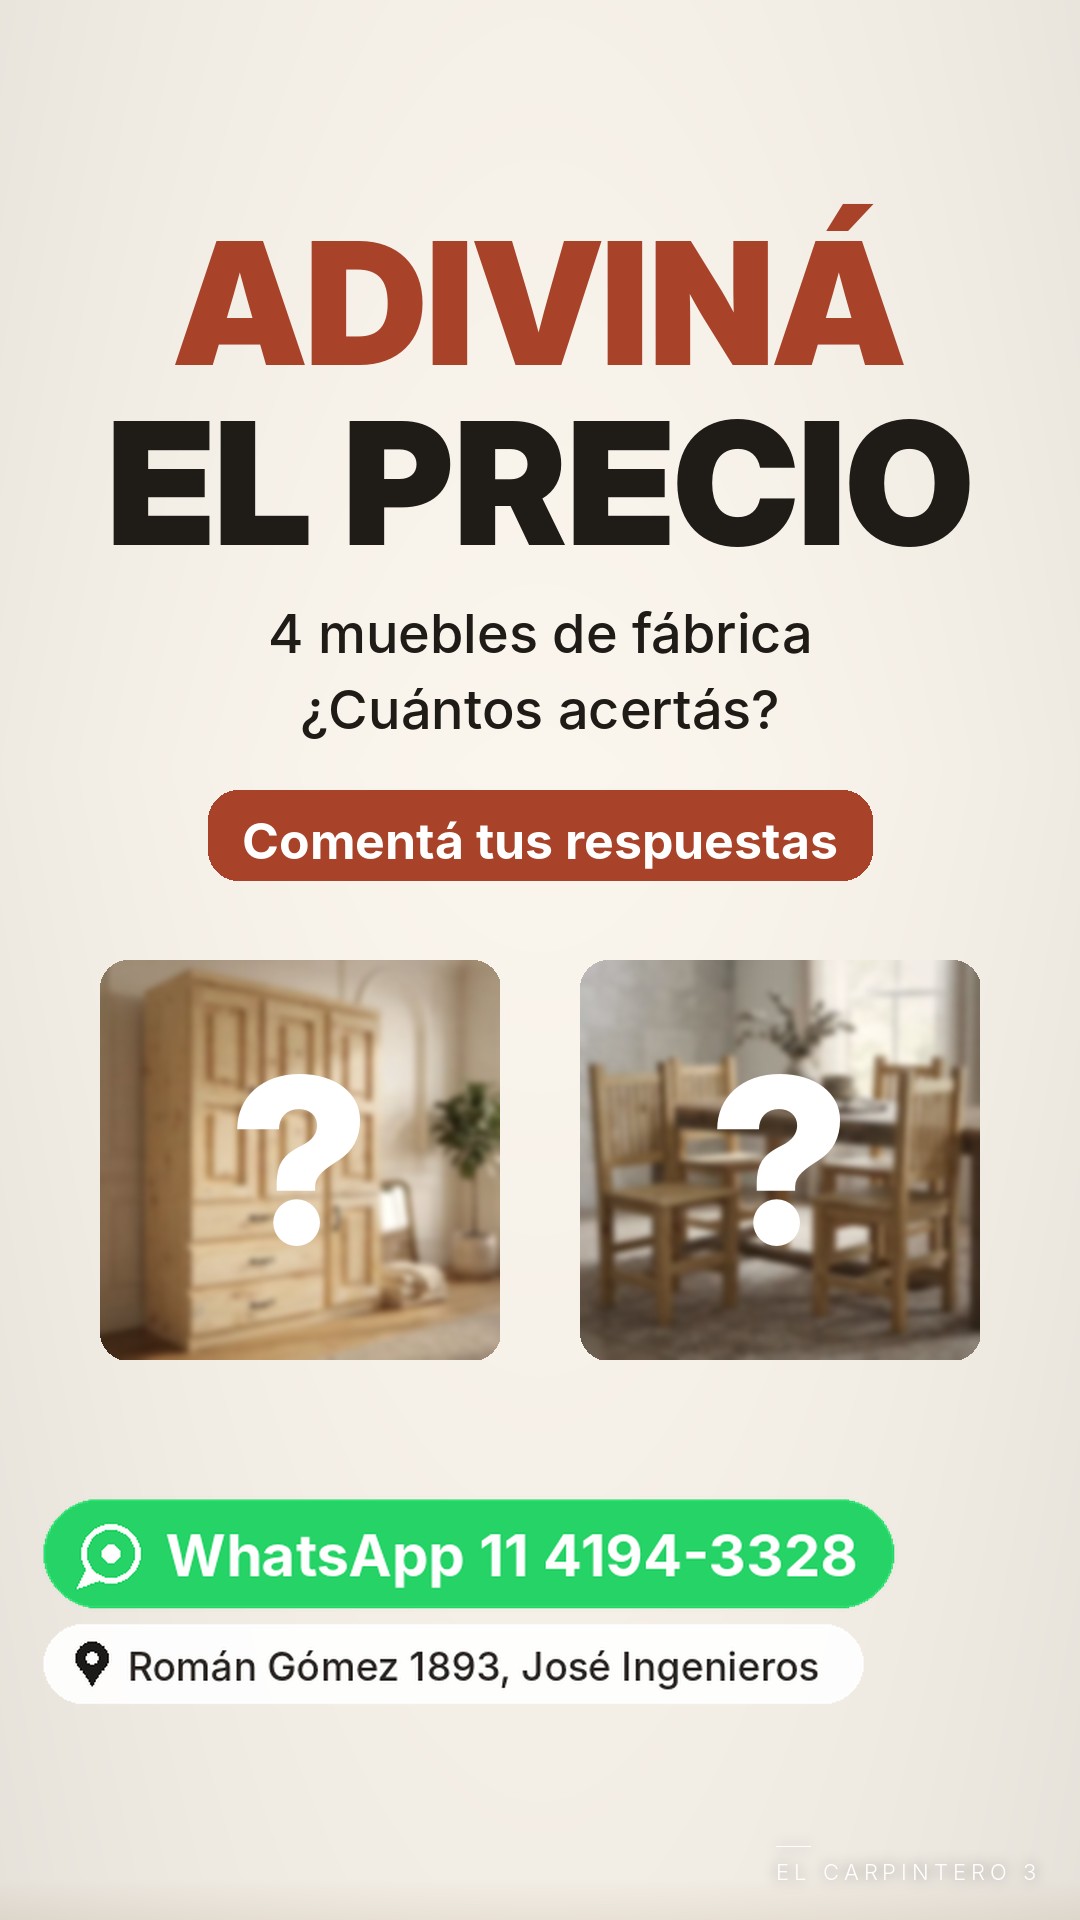 ADIVINÁ
EL PRECIO
4 muebles de fábrica
¿Cuántos acertás?
Comentá tus respuestas
? ?
WhatsApp 11 4194-3328
Román Gómez 1893, José Ingenieros
EL CARPINTERO 3